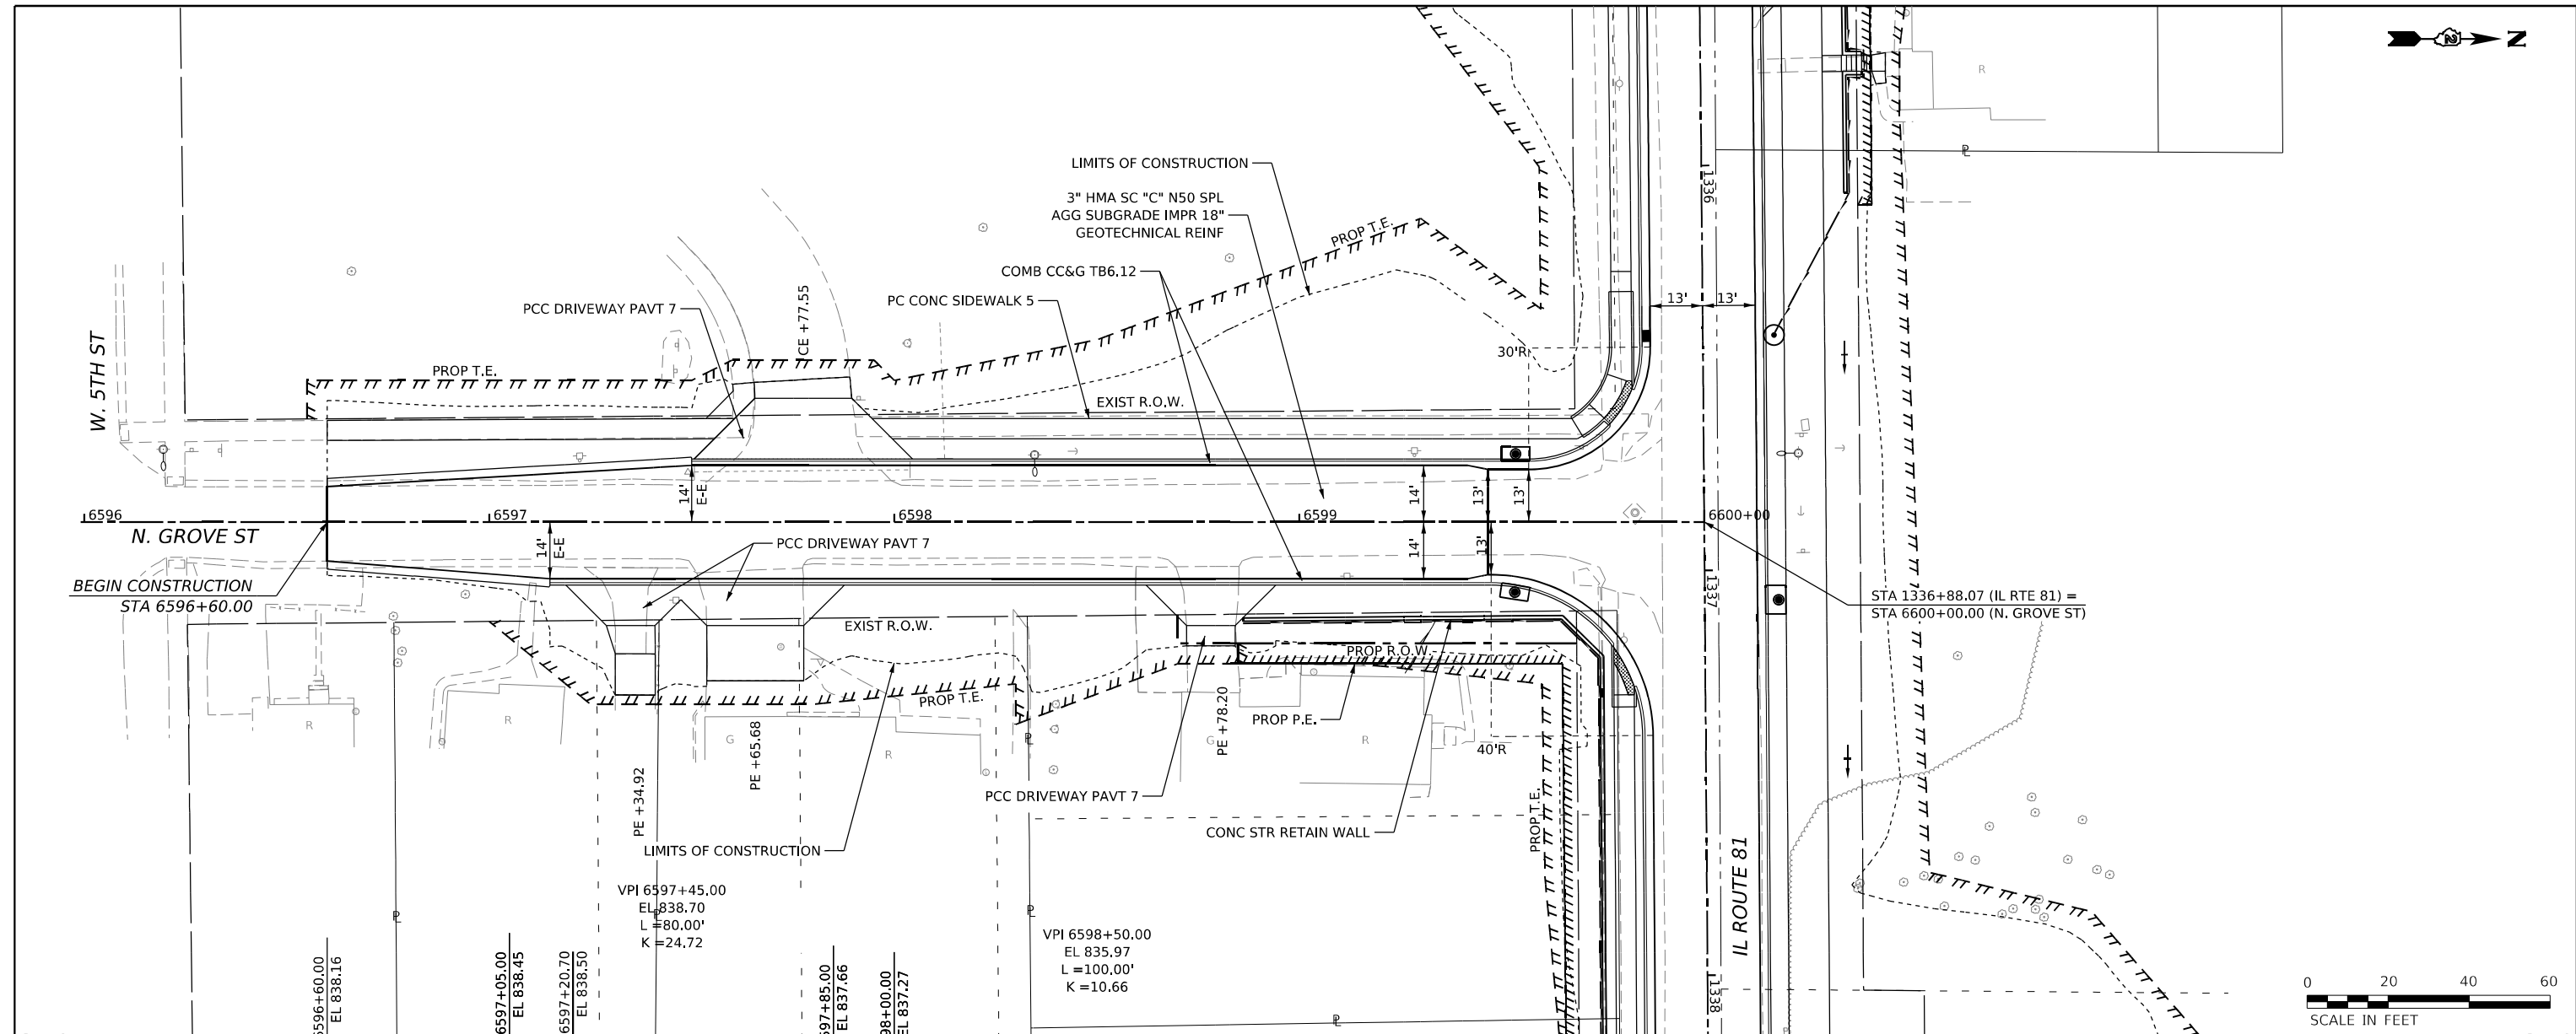 N
R
LIMITS OF CONSTRUCTION
3" HMA SC "C" N50 SPL
AGG SUBGRADE IMPR 18"
GEOTECHNICAL REINF
COMB CC&G TB6.12
PC CONC SIDEWALK 5
PCC DRIVEWAY PAVT 7
CE +77.55
PROP T.E.
PROP T.E.
1336
13'
13'
30'R
W. 5TH ST
EXIST R.O.W.
14'
E-E
14'
13'
13'
6596
6597
6598
6599
6600+00
N. GROVE ST
14'
E-E
PCC DRIVEWAY PAVT 7
14'
13'
1337
BEGIN CONSTRUCTION
STA 6596+60.00
STA 1336+88.07 (IL RTE 81) =
STA 6600+00.00 (N. GROVE ST)
EXIST R.O.W.
PROP R.O.W.
PROP T.E.
PROP P.E.
R
R
G
R
G
R
40'R
PE +34.92
PE +65.68
PE +78.20
PCC DRIVEWAY PAVT 7
CONC STR RETAIN WALL
LIMITS OF CONSTRUCTION
PROP T.E.
IL ROUTE 81
VPI 6597+45.00
EL 838.70
L =80.00'
K =24.72
VPI 6598+50.00
EL 835.97
L =100.00'
K =10.66
6596+60.00
EL 838.16
6597+05.00
EL 838.45
6597+20.70
EL 838.50
97+85.00
EL 837.66
98+00.00
EL 837.27
1338
0 20 40 60
SCALE IN FEET